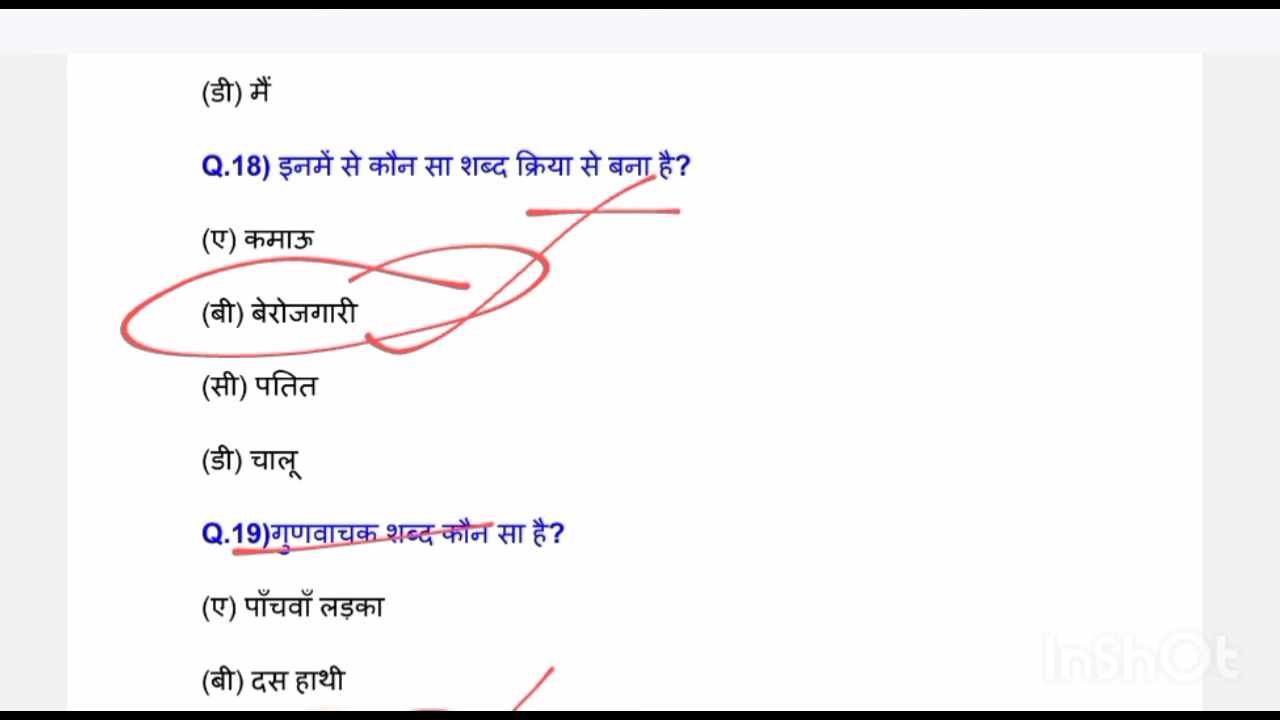 (डी) मैं
Q.18) इनमें से कौन सा शब्द क्रिया से बना है?
(ए) कमाऊ
(बी) बेरोजगारी
(सी) पतित
(डी) चालू
Q.19)गुणवाचक शब्द कौन सा है?
(ए) पाँचवाँ लड़का
(बी) दस हाथी
InShOt